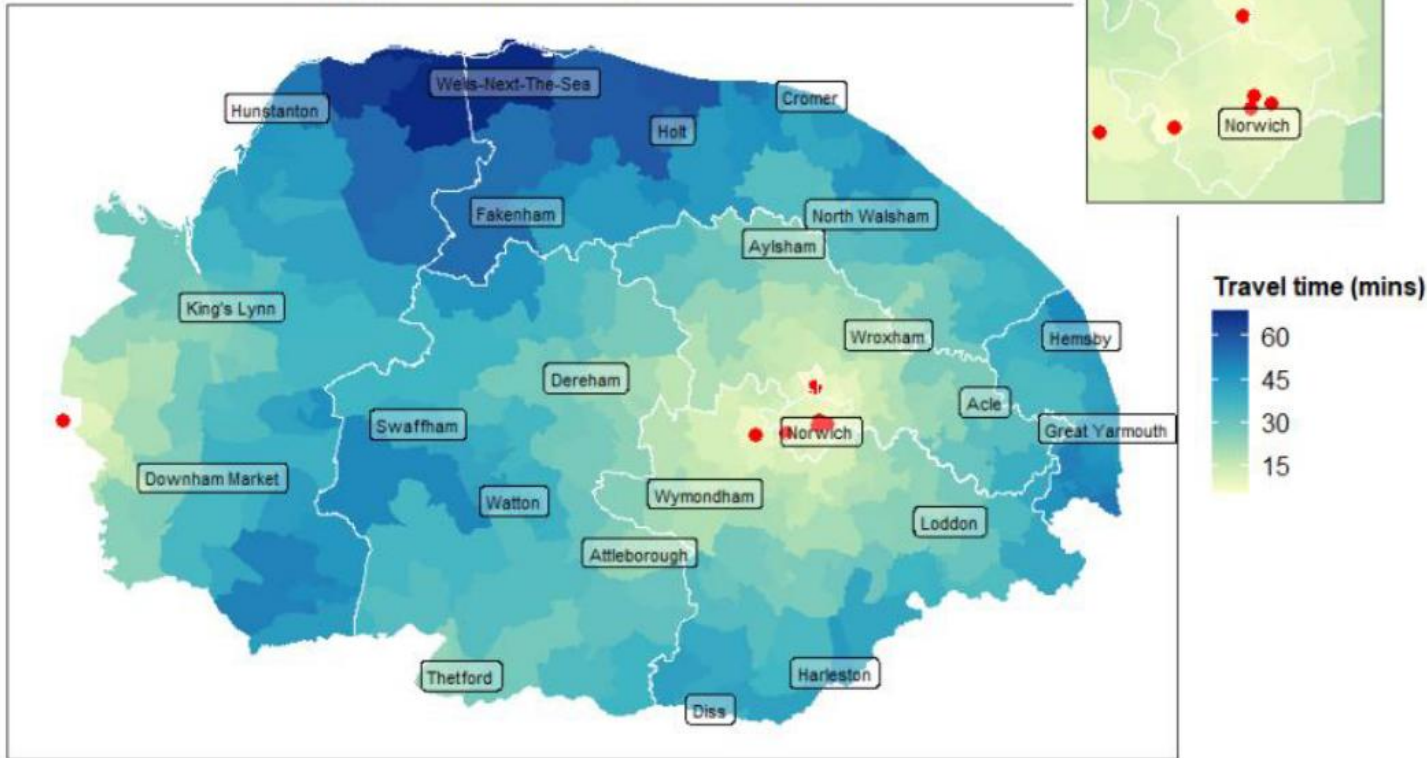 Norwich
Wells-Next-The-Sea
Hunstanton
Cromer
Holt
Fakenham
North Walsham
Aylsham
King's Lynn
Wroxham
Hemsby
Dereham
Acle
Swaffham
Norwich
Great Yarmouth
Downham Market
Watton
Wymondham
Loddon
Attleborough
Thetford
Harleston
Diss
Travel time (mins)
60
45
30
15